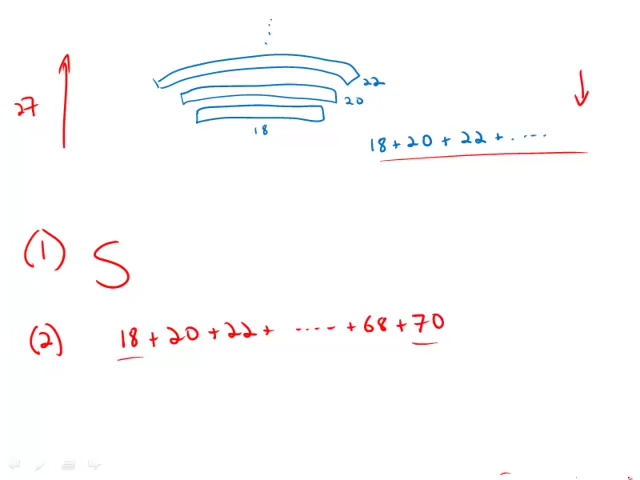 22
27
20
18
18 + 20 + 22 + .....
(1) S
(2) 18 + 20 + 22 + ..... + 68 + 70